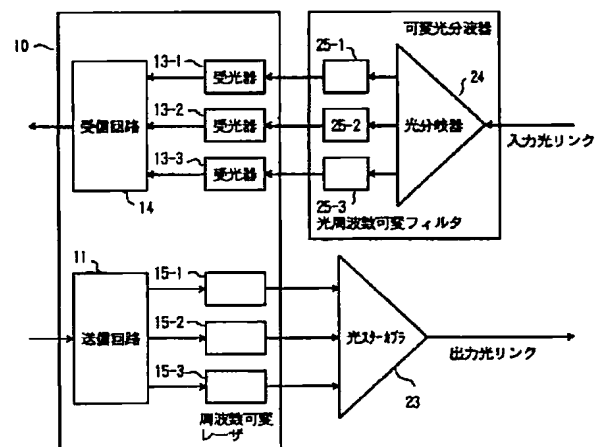 可変光分波器
10
13-1
25-1
24
受光器
受信回路
13-2
受光器
25-2
光分岐器
入力光リンク
13-3
受光器
14
25-3
光周波数可変フィルタ
11
15-1
送信回路
15-2
光スターカプラ
出力光リンク
15-3
23
周波数可変
レーザ